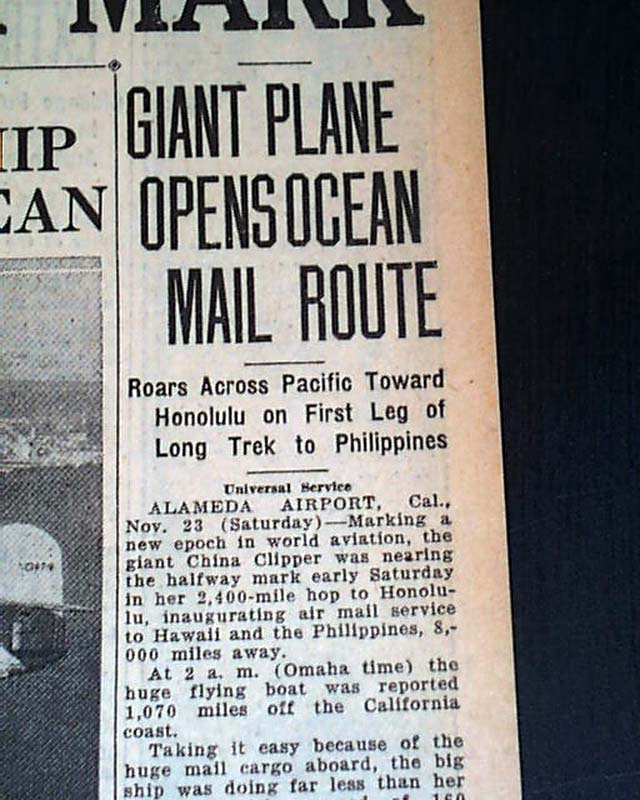 MARK
HIP
EAN
GIANT PLANE
OPENS OCEAN
MAIL ROUTE
Roars Across Pacific Toward
Honolulu on First Leg of
Long Trek to Philippines
Universal Service
ALAMEDA AIRPORT, Cal.,
Nov. 23 (Saturday)—Marking a
new epoch in world aviation, the
giant China Clipper was nearing
the halfway mark early Saturday
in her 2,400-mile hop to Honolu-
lu, inaugurating air mail service
to Hawaii and the Philippines, 8,-
000 miles away.
At 2 a. m. (Omaha time) the
huge flying boat was reported
1,070 miles off the California
coast.
Taking it easy because of the
huge mail cargo aboard, the big
ship was doing far less than her
of 160